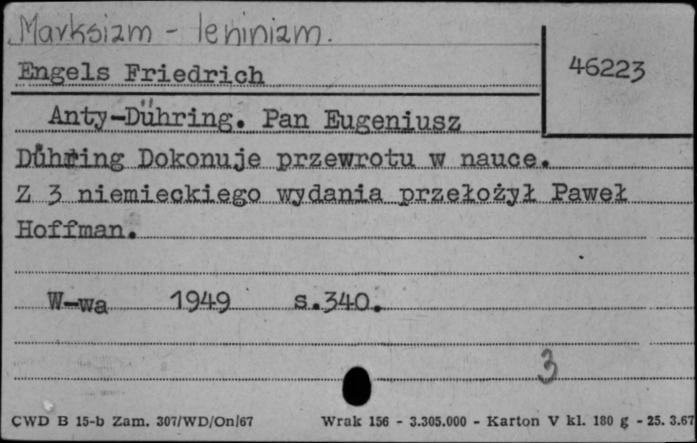 Marksizm - leninizm.
46223
Engels Friedrich
Anty-Dühring. Pan Eugeniusz
Dühring Dokonuje przewrotu w nauce.
Z 3 niemieckiego wydania przełożył Paweł
Hoffman.
W-wa 1949 s.340.
3
CWD B 15-b Zam. 307/WD/On/67 Wrak 156 - 3.305.000 - Karton V kl. 180 g - 25. 3.67